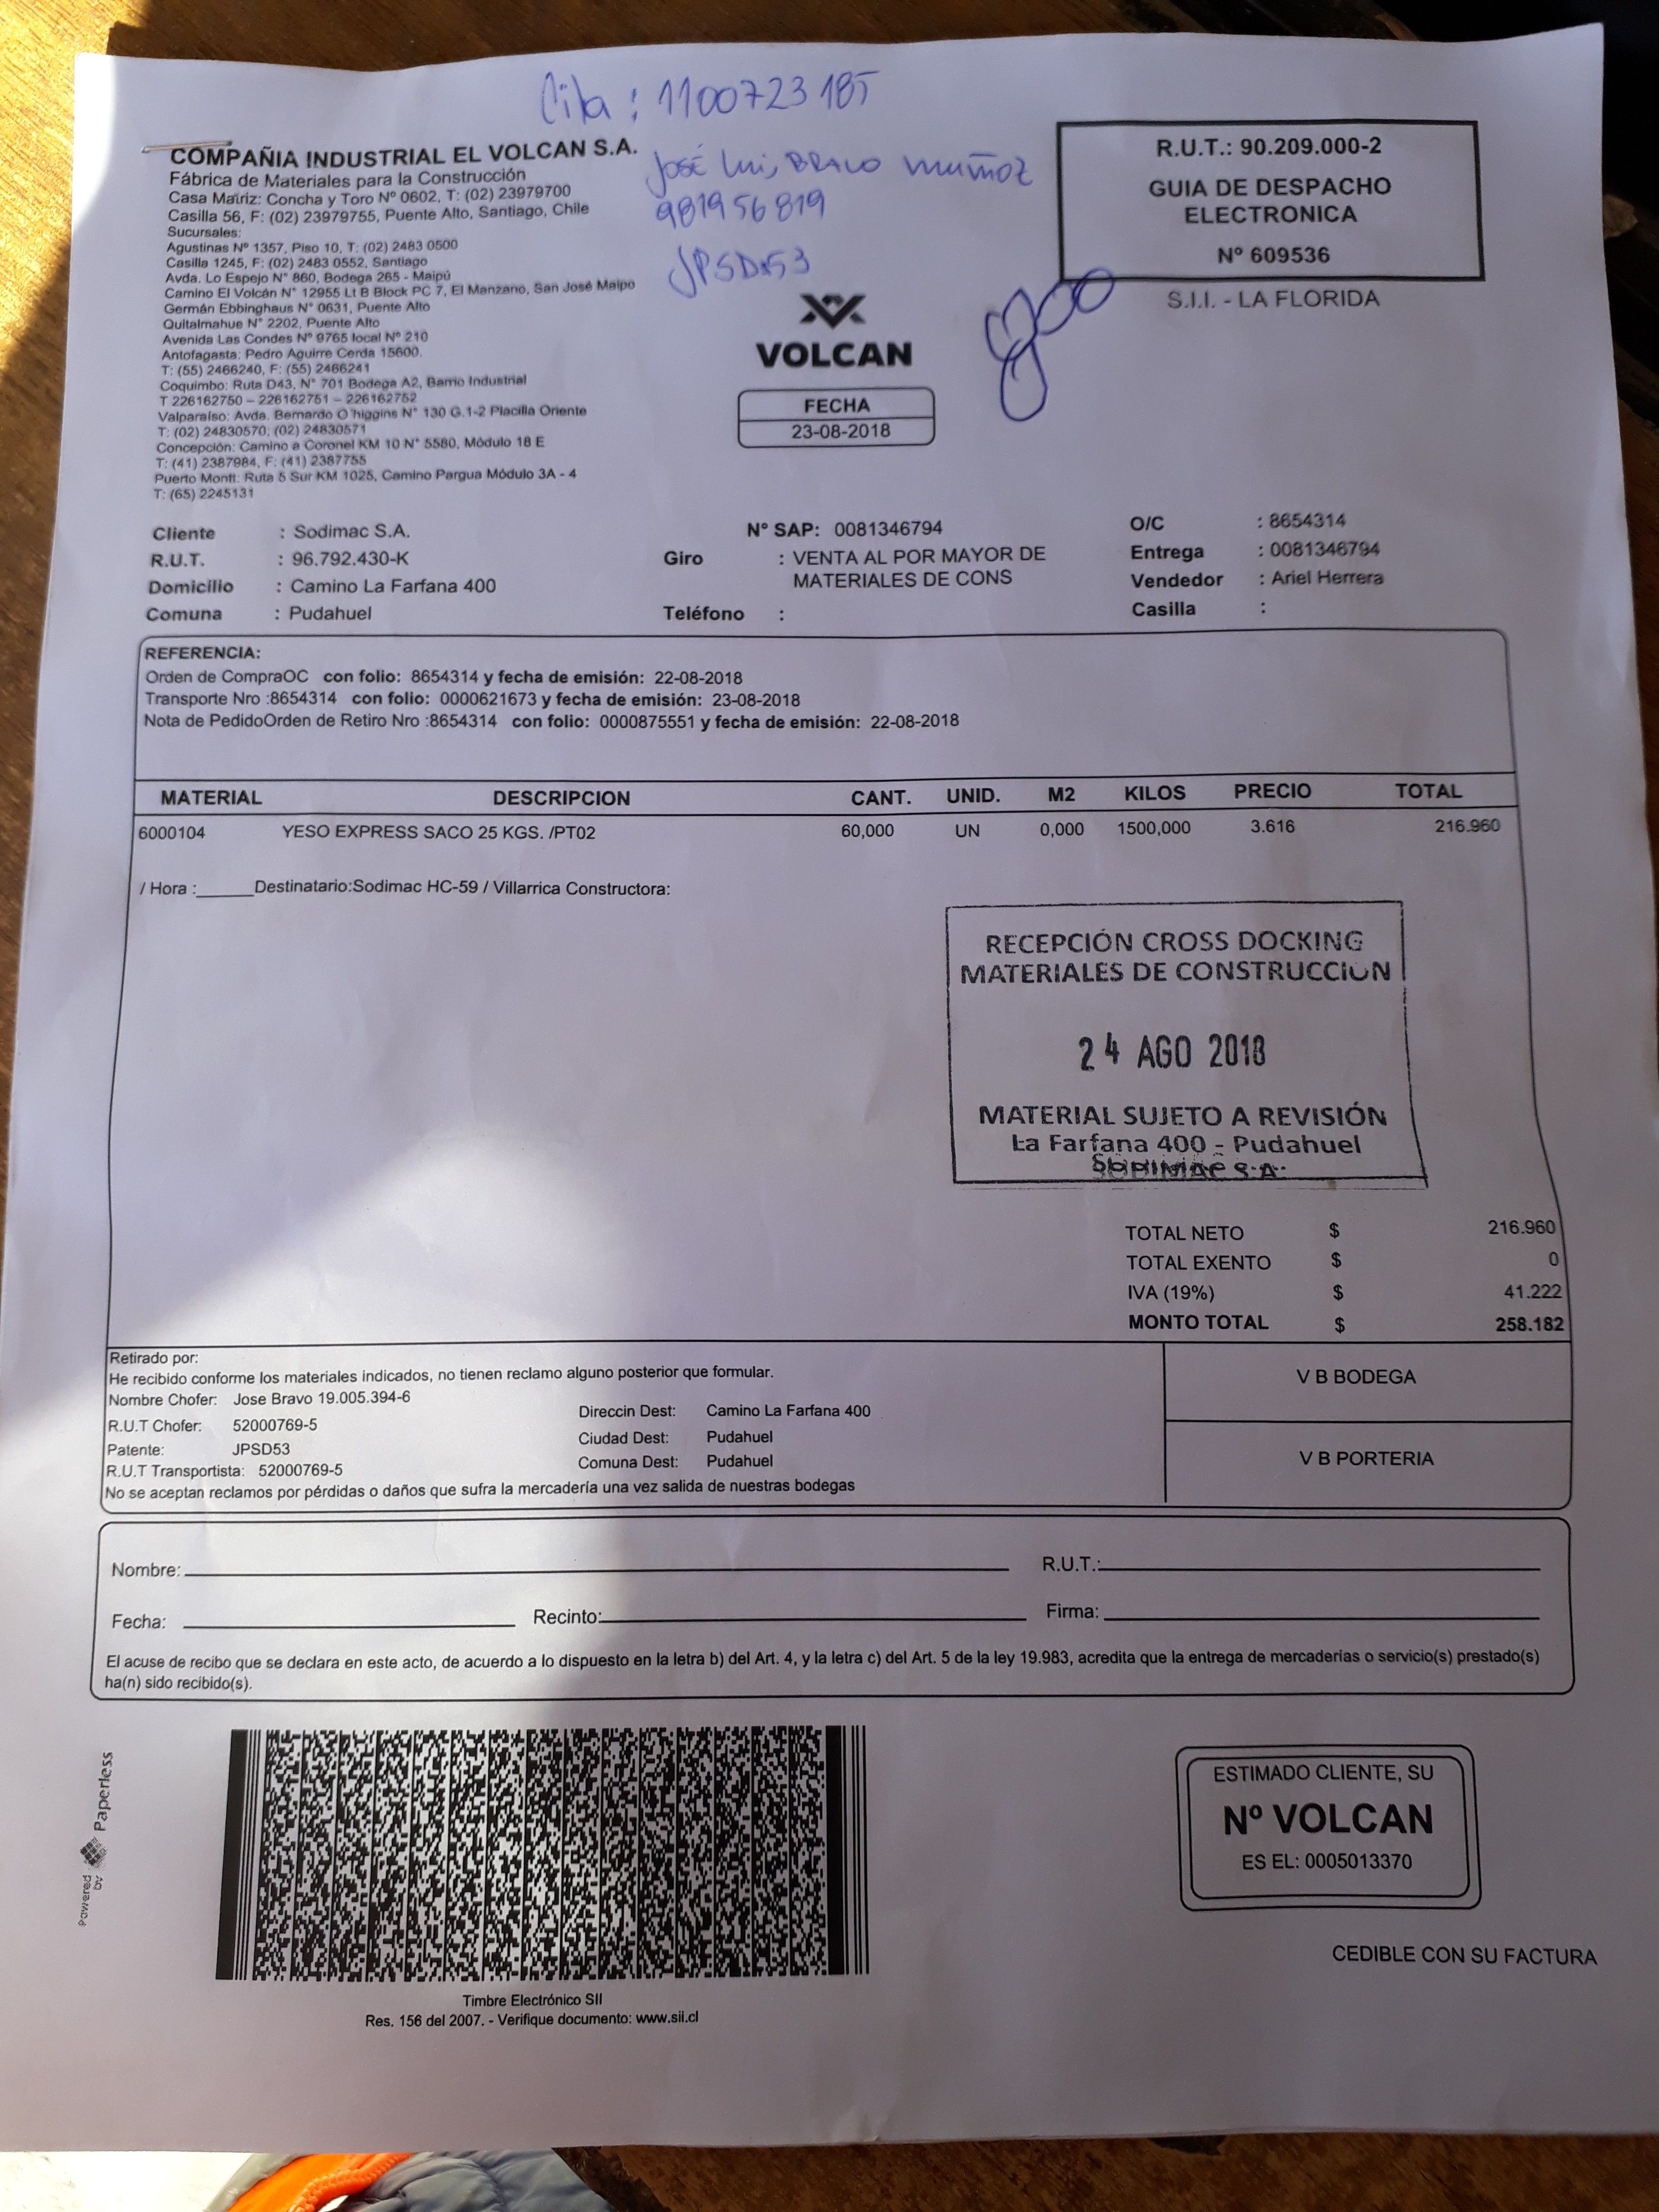 Cita : 1100723185
COMPAÑIA INDUSTRIAL EL VOLCAN S.A.
Fábrica de Materiales para la Construcción
Casa Matriz: Concha y Toro Nº 0602, T: (02) 23979700
Casilla 56, F: (02) 23979755, Puente Alto, Santiago, Chile
Sucursales:
Agustinas Nº 1357, Piso 10, T: (02) 2483 0500
Casilla 1245, F: (02) 2483 0552, Santiago
Avda. Lo Espejo N° 860, Bodega 265 - Maipú
Camino El Volcán N° 12955 Lt B Block PC 7, El Manzano, San José Maipo
Germán Ebbinghaus N° 0631, Puente Alto
Quitalmahue N° 2202, Puente Alto
Avenida Las Condes Nº 9765 local Nº 210
Antofagasta: Pedro Aguirre Cerda 15600.
T: (55) 2466240, F: (55) 2466241
Coquimbo: Ruta D43, N° 701 Bodega A2, Barrio Industrial
T 226162750 – 226162751 – 226162752
Valparaíso: Avda. Bernardo O´higgins N° 130 G.1-2 Placilla Oriente
T: (02) 24830570; (02) 24830571
Concepción: Camino a Coronel KM 10 N° 5580, Módulo 18 E
T: (41) 2387984, F: (41) 2387755
Puerto Montt: Ruta 5 Sur KM 1025, Camino Pargua Módulo 3A - 4
T: (65) 2245131
José Luis BRAVO MUÑOZ
981956819
JPSD53
VOLCAN
FECHA
23-08-2018
R.U.T.: 90.209.000-2
GUIA DE DESPACHO
ELECTRONICA
Nº 609536
S.I.I. - LA FLORIDA
Cliente : Sodimac S.A. N° SAP: 0081346794 O/C : 8654314
R.U.T. : 96.792.430-K Giro : VENTA AL POR MAYOR DE MATERIALES DE CONS Entrega : 0081346794
Domicilio : Camino La Farfana 400 Vendedor : Ariel Herrera
Comuna : Pudahuel Teléfono : Casilla :
REFERENCIA:
Orden de CompraOC con folio: 8654314 y fecha de emisión: 22-08-2018
Transporte Nro :8654314 con folio: 0000621673 y fecha de emisión: 23-08-2018
Nota de PedidoOrden de Retiro Nro :8654314 con folio: 0000875551 y fecha de emisión: 22-08-2018
MATERIAL DESCRIPCION CANT. UNID. M2 KILOS PRECIO TOTAL
6000104 YESO EXPRESS SACO 25 KGS. /PT02 60,000 UN 0,000 1500,000 3.616 216.960
/ Hora :______Destinatario:Sodimac HC-59 / Villarrica Constructora:
RECEPCIÓN CROSS DOCKING
MATERIALES DE CONSTRUCCIÓN
24 AGO 2018
MATERIAL SUJETO A REVISIÓN
La Farfana 400 - Pudahuel
SODIMAC S.A.
TOTAL NETO $ 216.960
TOTAL EXENTO $ 0
IVA (19%) $ 41.222
MONTO TOTAL $ 258.182
Retirado por:
He recibido conforme los materiales indicados, no tienen reclamo alguno posterior que formular.
Nombre Chofer: Jose Bravo 19.005.394-6
R.U.T Chofer: 52000769-5
Patente: JPSD53
R.U.T Transportista: 52000769-5
Direccin Dest: Camino La Farfana 400
Ciudad Dest: Pudahuel
Comuna Dest: Pudahuel
No se aceptan reclamos por pérdidas o daños que sufra la mercadería una vez salida de nuestras bodegas
V B BODEGA
V B PORTERIA
Nombre: R.U.T.:
Fecha: Recinto: Firma:
El acuse de recibo que se declara en este acto, de acuerdo a lo dispuesto en la letra b) del Art. 4, y la letra c) del Art. 5 de la ley 19.983, acredita que la entrega de mercaderías o servicio(s) prestado(s)
ha(n) sido recibido(s).
Powered by Paperless
Timbre Electrónico SII
Res. 156 del 2007. - Verifique documento: www.sii.cl
ESTIMADO CLIENTE, SU
Nº VOLCAN
ES EL: 0005013370
CEDIBLE CON SU FACTURA